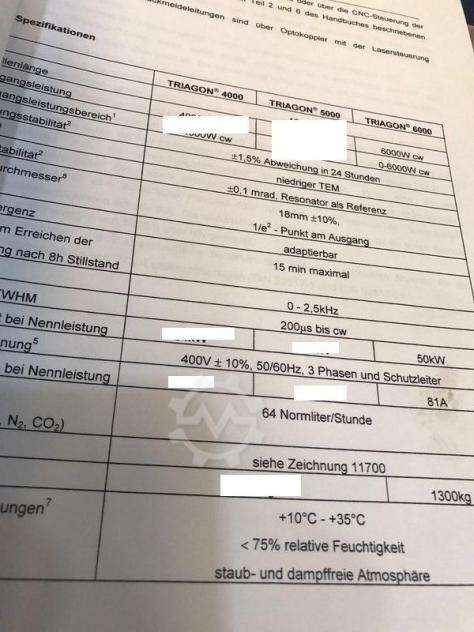 oder über die CNC-Steuerung der
Teil 2 und 6 des Handbuches beschriebenen
ckmeldeleitungen sind über Optokoppler mit der Lasersteuerung
Spezifikationen
TRIAGON® 4000 TRIAGON® 5000 TRIAGON® 6000
llenlänge
gangsleistung 6000W cw
gangsleistungsbereich¹ cw 0-6000W cw
ngsstabilität² ±1,5% Abweichung in 24 Stunden
niedriger TEM
tabilität² ±0,1 mrad, Resonator als Referenz
urchmesser⁶ 18mm ±10%,
1/e² - Punkt am Ausgang
ergenz adaptierbar
m Erreichen der
ng nach 8h Stillstand 15 min maximal
0 - 2,5kHz
WHM 200µs bis cw
t bei Nennleistung 50kW
nung⁵ 400V ± 10%, 50/60Hz, 3 Phasen und Schutzleiter
bei Nennleistung 81A
64 Normliter/Stunde
, N₂, CO₂)
siehe Zeichnung 11700
1300kg
ungen⁷ +10°C - +35°C
< 75% relative Feuchtigkeit
staub- und dampffreie Atmosphäre